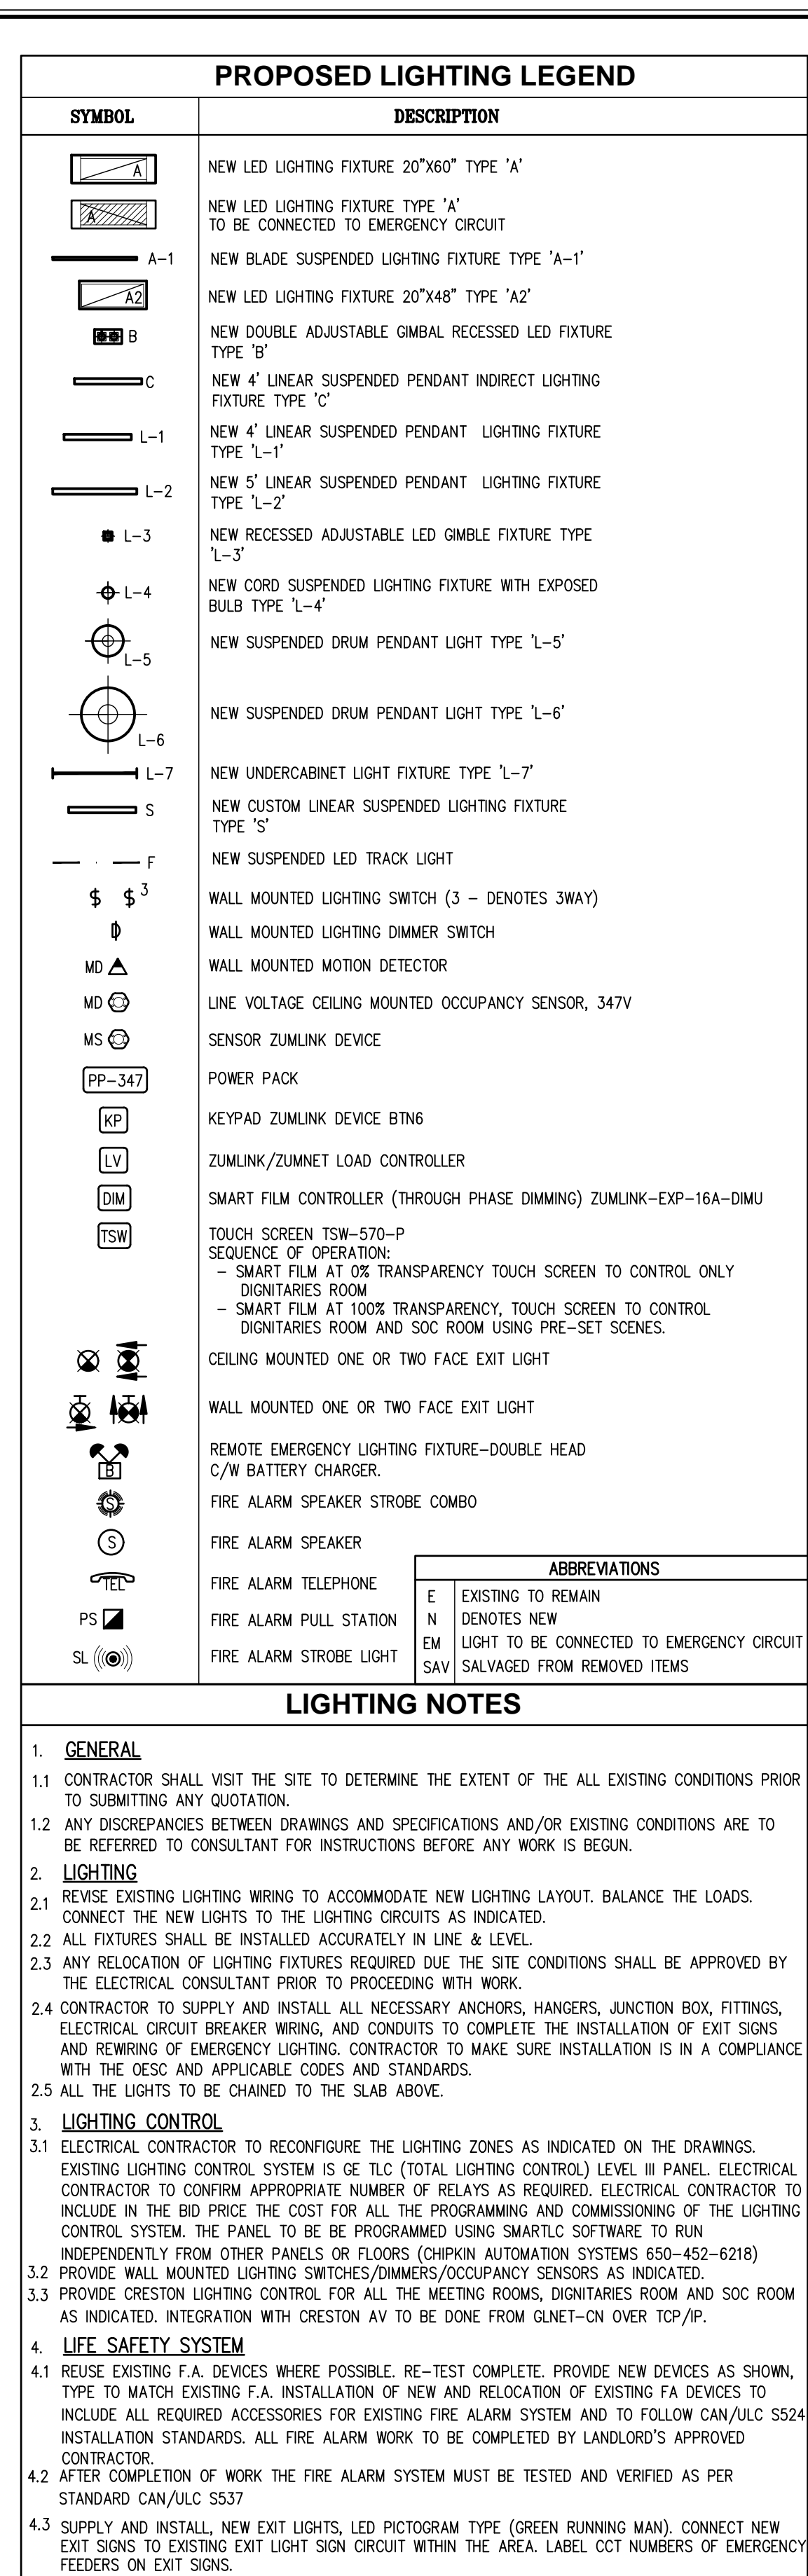 PROPOSED LIGHTING LEGEND
SYMBOL DESCRIPTION
A NEW LED LIGHTING FIXTURE 20"X60" TYPE 'A'
A NEW LED LIGHTING FIXTURE TYPE 'A'
TO BE CONNECTED TO EMERGENCY CIRCUIT
A-1 NEW BLADE SUSPENDED LIGHTING FIXTURE TYPE 'A-1'
A2 NEW LED LIGHTING FIXTURE 20"X48" TYPE 'A2'
B NEW DOUBLE ADJUSTABLE GIMBAL RECESSED LED FIXTURE
TYPE 'B'
C NEW 4' LINEAR SUSPENDED PENDANT INDIRECT LIGHTING
FIXTURE TYPE 'C'
L-1 NEW 4' LINEAR SUSPENDED PENDANT LIGHTING FIXTURE
TYPE 'L-1'
L-2 NEW 5' LINEAR SUSPENDED PENDANT LIGHTING FIXTURE
TYPE 'L-2'
L-3 NEW RECESSED ADJUSTABLE LED GIMBLE FIXTURE TYPE
'L-3'
L-4 NEW CORD SUSPENDED LIGHTING FIXTURE WITH EXPOSED
BULB TYPE 'L-4'
L-5 NEW SUSPENDED DRUM PENDANT LIGHT TYPE 'L-5'
L-6 NEW SUSPENDED DRUM PENDANT LIGHT TYPE 'L-6'
L-7 NEW UNDERCABINET LIGHT FIXTURE TYPE 'L-7'
S NEW CUSTOM LINEAR SUSPENDED LIGHTING FIXTURE
TYPE 'S'
F NEW SUSPENDED LED TRACK LIGHT
$ $3 WALL MOUNTED LIGHTING SWITCH (3 - DENOTES 3WAY)
D WALL MOUNTED LIGHTING DIMMER SWITCH
MD WALL MOUNTED MOTION DETECTOR
MD LINE VOLTAGE CEILING MOUNTED OCCUPANCY SENSOR, 347V
MS SENSOR ZUMLINK DEVICE
PP-347 POWER PACK
KP KEYPAD ZUMLINK DEVICE BTN6
LV ZUMLINK/ZUMNET LOAD CONTROLLER
DIM SMART FILM CONTROLLER (THROUGH PHASE DIMMING) ZUMLINK-EXP-16A-DIMU
TSW TOUCH SCREEN TSW-570-P
SEQUENCE OF OPERATION:
- SMART FILM AT 0% TRANSPARENCY TOUCH SCREEN TO CONTROL ONLY
DIGNITARIES ROOM
- SMART FILM AT 100% TRANSPARENCY, TOUCH SCREEN TO CONTROL
DIGNITARIES ROOM AND SOC ROOM USING PRE-SET SCENES.
CEILING MOUNTED ONE OR TWO FACE EXIT LIGHT
WALL MOUNTED ONE OR TWO FACE EXIT LIGHT
B REMOTE EMERGENCY LIGHTING FIXTURE-DOUBLE HEAD
C/W BATTERY CHARGER.
S FIRE ALARM SPEAKER STROBE COMBO
S FIRE ALARM SPEAKER
TEL FIRE ALARM TELEPHONE
PS FIRE ALARM PULL STATION
SL FIRE ALARM STROBE LIGHT
ABBREVIATIONS
E EXISTING TO REMAIN
N DENOTES NEW
EM LIGHT TO BE CONNECTED TO EMERGENCY CIRCUIT
SAV SALVAGED FROM REMOVED ITEMS
LIGHTING NOTES
1. GENERAL
1.1 CONTRACTOR SHALL VISIT THE SITE TO DETERMINE THE EXTENT OF THE ALL EXISTING CONDITIONS PRIOR
TO SUBMITTING ANY QUOTATION.
1.2 ANY DISCREPANCIES BETWEEN DRAWINGS AND SPECIFICATIONS AND/OR EXISTING CONDITIONS ARE TO
BE REFERRED TO CONSULTANT FOR INSTRUCTIONS BEFORE ANY WORK IS BEGUN.
2. LIGHTING
2.1 REVISE EXISTING LIGHTING WIRING TO ACCOMMODATE NEW LIGHTING LAYOUT. BALANCE THE LOADS.
CONNECT THE NEW LIGHTS TO THE LIGHTING CIRCUITS AS INDICATED.
2.2 ALL FIXTURES SHALL BE INSTALLED ACCURATELY IN LINE & LEVEL.
2.3 ANY RELOCATION OF LIGHTING FIXTURES REQUIRED DUE THE SITE CONDITIONS SHALL BE APPROVED BY
THE ELECTRICAL CONSULTANT PRIOR TO PROCEEDING WITH WORK.
2.4 CONTRACTOR TO SUPPLY AND INSTALL ALL NECESSARY ANCHORS, HANGERS, JUNCTION BOX, FITTINGS,
ELECTRICAL CIRCUIT BREAKER WIRING, AND CONDUITS TO COMPLETE THE INSTALLATION OF EXIT SIGNS
AND REWIRING OF EMERGENCY LIGHTING. CONTRACTOR TO MAKE SURE INSTALLATION IS IN A COMPLIANCE
WITH THE OESC AND APPLICABLE CODES AND STANDARDS.
2.5 ALL THE LIGHTS TO BE CHAINED TO THE SLAB ABOVE.
3. LIGHTING CONTROL
3.1 ELECTRICAL CONTRACTOR TO RECONFIGURE THE LIGHTING ZONES AS INDICATED ON THE DRAWINGS.
EXISTING LIGHTING CONTROL SYSTEM IS GE TLC (TOTAL LIGHTING CONTROL) LEVEL III PANEL. ELECTRICAL
CONTRACTOR TO CONFIRM APPROPRIATE NUMBER OF RELAYS AS REQUIRED. ELECTRICAL CONTRACTOR TO
INCLUDE IN THE BID PRICE THE COST FOR ALL THE PROGRAMMING AND COMMISSIONING OF THE LIGHTING
CONTROL SYSTEM. THE PANEL TO BE BE PROGRAMMED USING SMARTLC SOFTWARE TO RUN
INDEPENDENTLY FROM OTHER PANELS OR FLOORS (CHIPKIN AUTOMATION SYSTEMS 650-452-6218)
3.2 PROVIDE WALL MOUNTED LIGHTING SWITCHES/DIMMERS/OCCUPANCY SENSORS AS INDICATED.
3.3 PROVIDE CRESTON LIGHTING CONTROL FOR ALL THE MEETING ROOMS, DIGNITARIES ROOM AND SOC ROOM
AS INDICATED. INTEGRATION WITH CRESTON AV TO BE DONE FROM GLNET-CN OVER TCP/IP.
4. LIFE SAFETY SYSTEM
4.1 REUSE EXISTING F.A. DEVICES WHERE POSSIBLE. RE-TEST COMPLETE. PROVIDE NEW DEVICES AS SHOWN,
TYPE TO MATCH EXISTING F.A. INSTALLATION OF NEW AND RELOCATION OF EXISTING FA DEVICES TO
INCLUDE ALL REQUIRED ACCESSORIES FOR EXISTING FIRE ALARM SYSTEM AND TO FOLLOW CAN/ULC S524
INSTALLATION STANDARDS. ALL FIRE ALARM WORK TO BE COMPLETED BY LANDLORD'S APPROVED
CONTRACTOR.
4.2 AFTER COMPLETION OF WORK THE FIRE ALARM SYSTEM MUST BE TESTED AND VERIFIED AS PER
STANDARD CAN/ULC S537
4.3 SUPPLY AND INSTALL, NEW EXIT LIGHTS, LED PICTOGRAM TYPE (GREEN RUNNING MAN). CONNECT NEW
EXIT SIGNS TO EXISTING EXIT LIGHT SIGN CIRCUIT WITHIN THE AREA. LABEL CCT NUMBERS OF EMERGENCY
FEEDERS ON EXIT SIGNS.